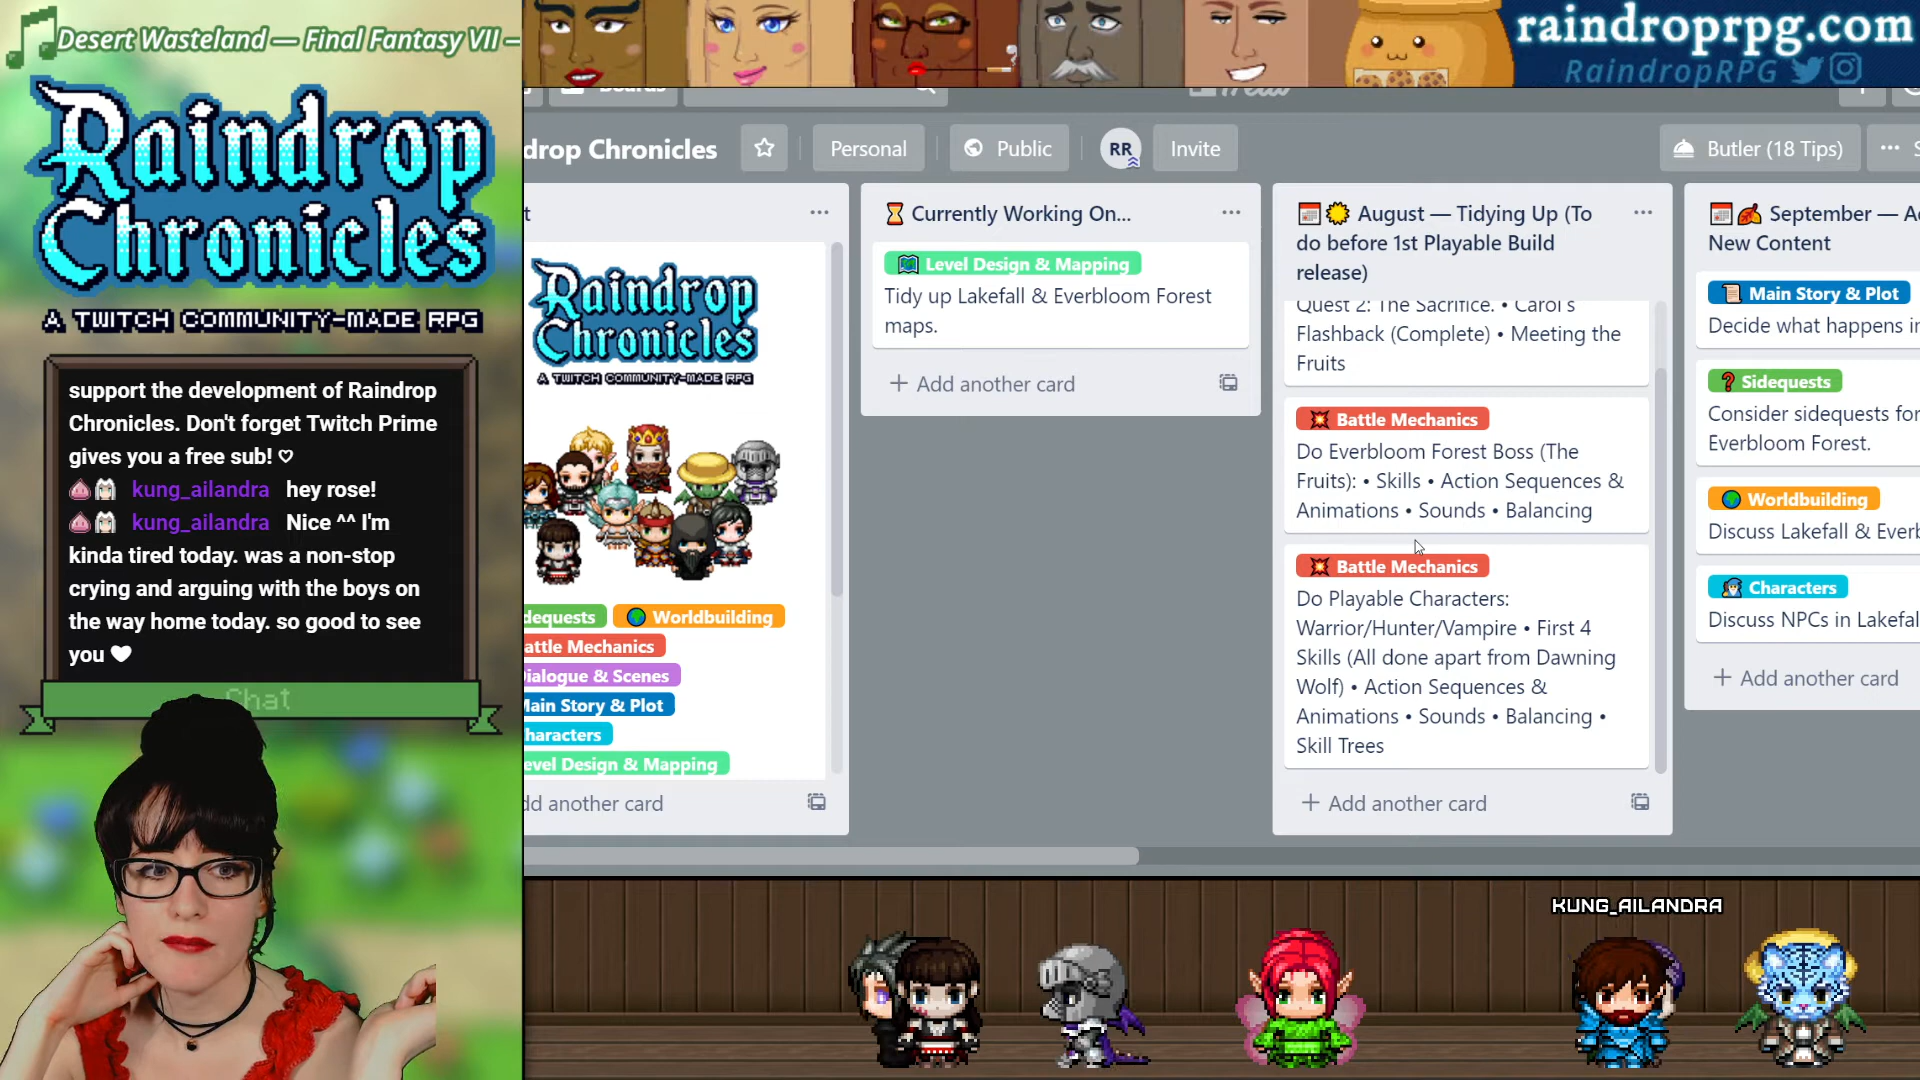 Desert Wasteland — Final Fantasy VII –
Raindrop
Chronicles
A TWITCH COMMUNITY-MADE RPG
support the development of Raindrop
Chronicles. Don't forget Twitch Prime
gives you a free sub! ♡
kung_ailandra hey rose!
kung_ailandra Nice ^^ I'm
kinda tired today. was a non-stop
crying and arguing with the boys on
the way home today. so good to see
you ♥
Chat
raindroprpg.com
RaindropRPG
Boards
Trello
drop Chronicles
Personal
Public
RR
Invite
Butler (18 Tips)
Raindrop
Chronicles
A TWITCH COMMUNITY-MADE RPG
dequests
Worldbuilding
attle Mechanics
Dialogue & Scenes
Main Story & Plot
haracters
evel Design & Mapping
dd another card
Currently Working On...
Level Design & Mapping
Tidy up Lakefall & Everbloom Forest
maps.
+ Add another card
August — Tidying Up (To
do before 1st Playable Build
release)
Quest 2: The Sacrifice. • Carol's
Flashback (Complete) • Meeting the
Fruits
Battle Mechanics
Do Everbloom Forest Boss (The
Fruits): • Skills • Action Sequences &
Animations • Sounds • Balancing
Battle Mechanics
Do Playable Characters:
Warrior/Hunter/Vampire • First 4
Skills (All done apart from Dawning
Wolf) • Action Sequences &
Animations • Sounds • Balancing •
Skill Trees
+ Add another card
September — A
New Content
Main Story & Plot
Decide what happens in
Sidequests
Consider sidequests for
Everbloom Forest.
Worldbuilding
Discuss Lakefall & Everb
Characters
Discuss NPCs in Lakefal
+ Add another card
KUNG_AILANDRA